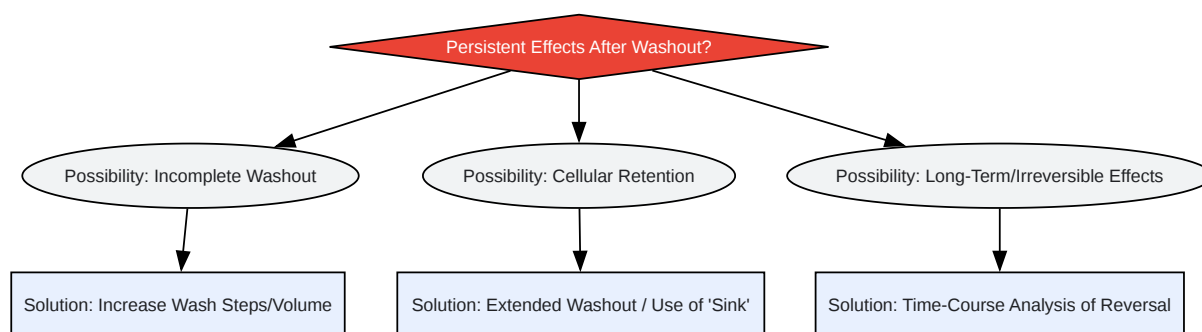 Persistent Effects After Washout?
Possibility: Incomplete Washout
Possibility: Cellular Retention
Possibility: Long-Term/Irreversible Effects
Solution: Increase Wash Steps/Volume
Solution: Extended Washout / Use of 'Sink'
Solution: Time-Course Analysis of Reversal